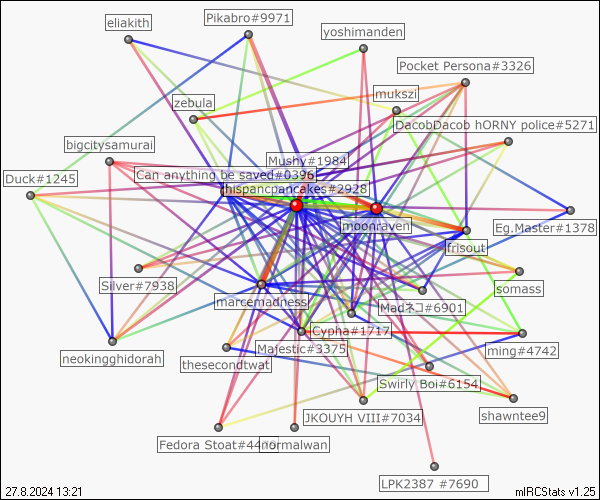 Pikabro#9971
eliakith
yoshimanden
Pocket Persona#3326
mukszi
zebula
DacobDacob hORNY police#5271
bigcitysamurai
Mushy#1984
Can anything be saved#0396
Duck#1245
thispancpancakes#2928
moonraven
Eg.Master#1378
frisout
Silver#7938
somass
marcemadness
Madネコ#6901
Cypha#1717
Majestic#3375
ming#4742
neokingghidorah
thesecondtwat
Swirly Boi#6154
JKOUYH VIII#7034
shawntee9
Fedora Stoat#44
normalwan
LPK2387 #7690
27.8.2024 13:21
mIRCStats v1.25